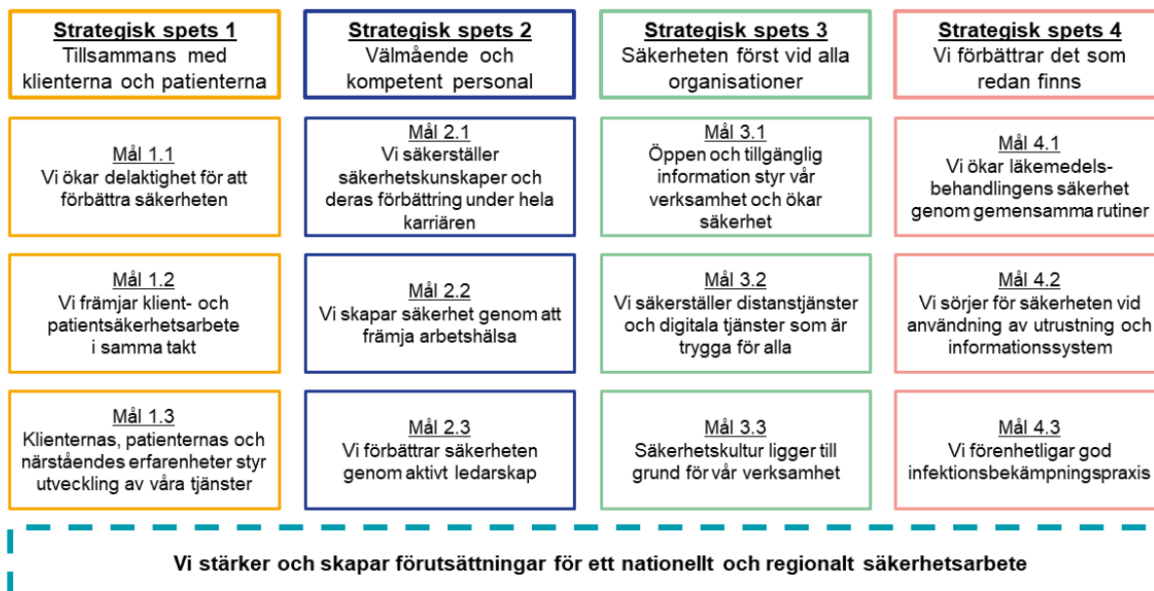 Strategisk spets 1
Tillsammans med
klienterna och patienterna
Strategisk spets 2
Välmående och
kompetent personal
Strategisk spets 3
Säkerheten först vid alla
organisationer
Strategisk spets 4
Vi förbättrar det som
redan finns
Mål 1.1
Vi ökar delaktighet för att
förbättra säkerheten
Mål 2.1
Vi säkerställer
säkerhetskunskaper och
deras förbättring under hela
karriären
Mål 3.1
Öppen och tillgänglig
information styr vår
verksamhet och ökar
säkerhet
Mål 4.1
Vi ökar läkemedels-
behandlingens säkerhet
genom gemensamma rutiner
Mål 1.2
Vi främjar klient- och
patientsäkerhetsarbete
i samma takt
Mål 2.2
Vi skapar säkerhet genom att
främja arbetshälsa
Mål 3.2
Vi säkerställer distanstjänster
och digitala tjänster som är
trygga för alla
Mål 4.2
Vi sörjer för säkerheten vid
användning av utrustning och
informationssystem
Mål 1.3
Klienternas, patienternas och
närståendes erfarenheter styr
utveckling av våra tjänster
Mål 2.3
Vi förbättrar säkerheten
genom aktivt ledarskap
Mål 3.3
Säkerhetskultur ligger till
grund för vår verksamhet
Mål 4.3
Vi förenhetligar god
infektionsbekämpningspraxis
Vi stärker och skapar förutsättningar för ett nationellt och regionalt säkerhetsarbete